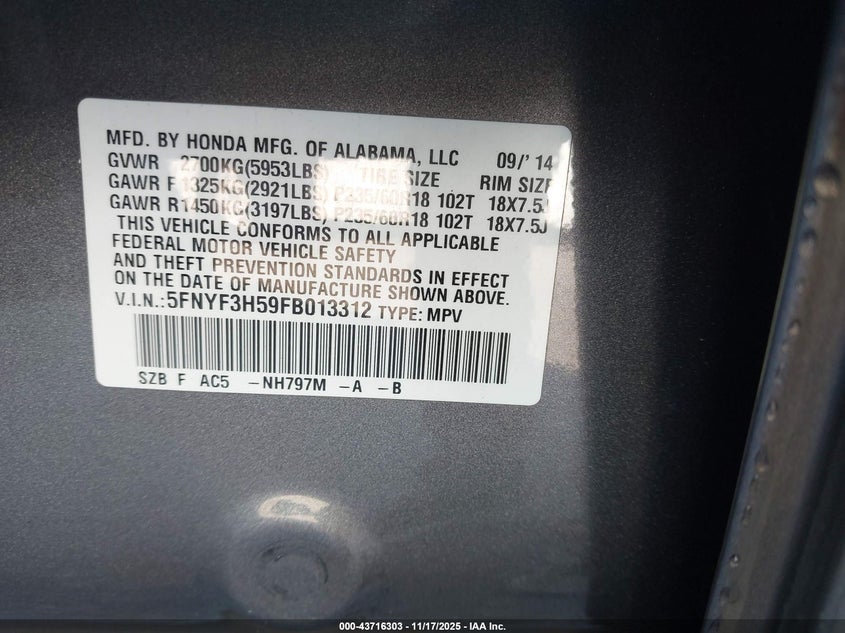 MFD. BY HONDA MFG. OF ALABAMA, LLC 09/' 14
GVWR 2700KG(5953LBS) TIRE SIZE RIM SIZE
GAWR F 1325KG(2921LBS) P235/60R18 102T 18X7.5J
GAWR R1450KG(3197LBS) P235/60R18 102T 18X7.5J
THIS VEHICLE CONFORMS TO ALL APPLICABLE
FEDERAL MOTOR VEHICLE SAFETY
AND THEFT PREVENTION STANDARDS IN EFFECT
ON THE DATE OF MANUFACTURE SHOWN ABOVE.
V.I.N.:5FNYF3H59FB013312 TYPE: MPV
SZB F AC5 -NH797M -A -B
000-43716303 - 11/17/2025 - IAA Inc.